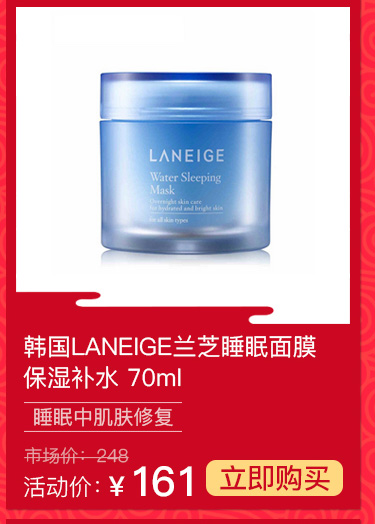 LANEIGE
Water Sleeping
Mask
Overnight skin care
for hydrated and bright skin
for all skin types
韩国LANEIGE兰芝睡眠面膜
保湿补水 70ml
睡眠中肌肤修复
市场价：248
活动价：¥161 立即购买